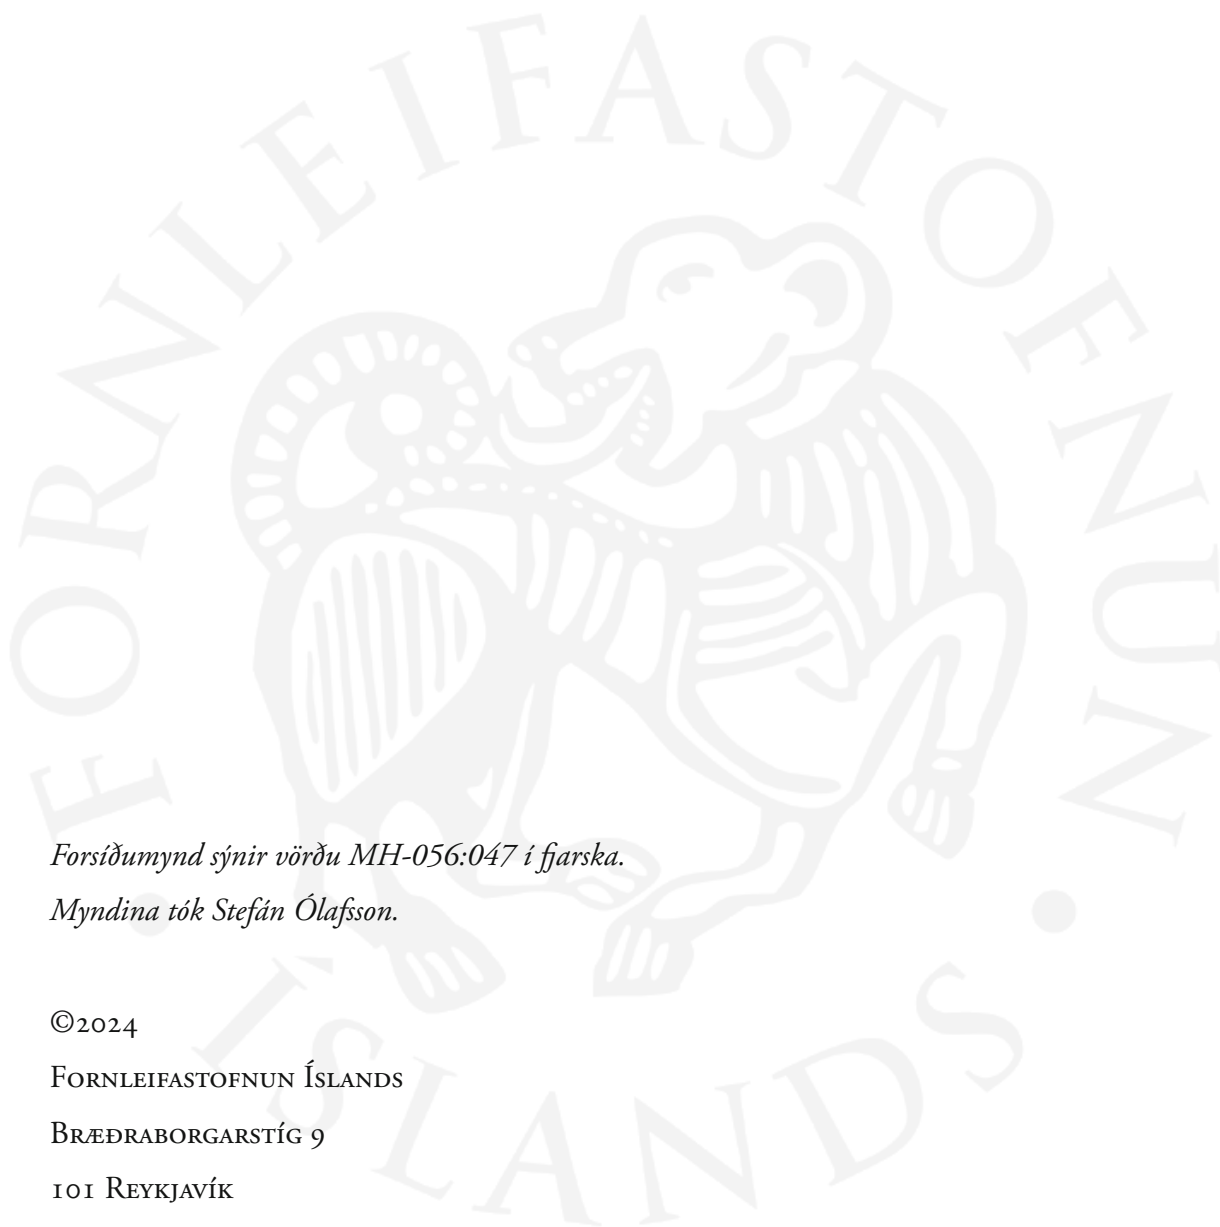 FORNLEIFASTOFNUN
• ÍSLANDS •
Forsíðumynd sýnir vörðu MH-056:047 í fjarska.
Myndina tók Stefán Ólafsson.
©2024
Fornleifastofnun Íslands
Bræðraborgarstíg 9
101 Reykjavík